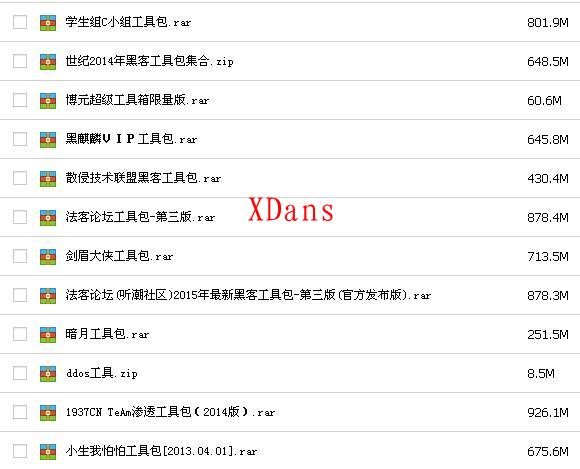 学生组C小组工具包.rar 801.9M
世纪2014年黑客工具包集合.zip 648.5M
博元超级工具箱限量版.rar 60.6M
黑麒麟ＶＩＰ工具包.rar 645.8M
散侵技术联盟黑客工具包.rar 430.4M
法客论坛工具包-第三版.rar 878.4M
XDans
剑眉大侠工具包.rar 713.5M
法客论坛(听潮社区)2015年最新黑客工具包-第三版(官方发布版).rar 878.3M
暗月工具包.rar 251.5M
ddos工具.zip 8.5M
1937CN TeAm渗透工具包（2014版）.rar 926.1M
小生我怕怕工具包[2013.04.01].rar 675.6M